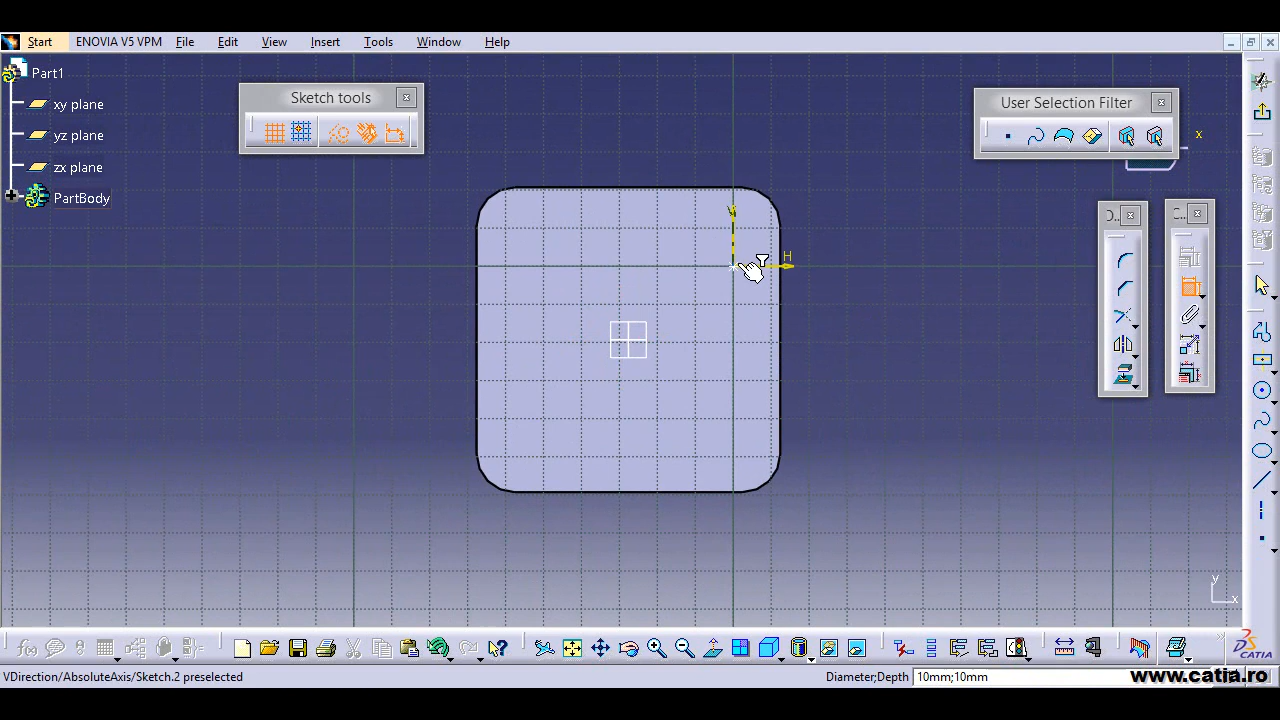 Start ENOVIA V5 VPM File Edit View Insert Tools Window Help
Part1
xy plane
yz plane
zx plane
PartBody
Sketch tools
User Selection Filter
x
D..
C...
V
H
y
x
CATIA
VDirection/AbsoluteAxis/Sketch.2 preselected
Diameter;Depth 10mm;10mm
www.catia.ro